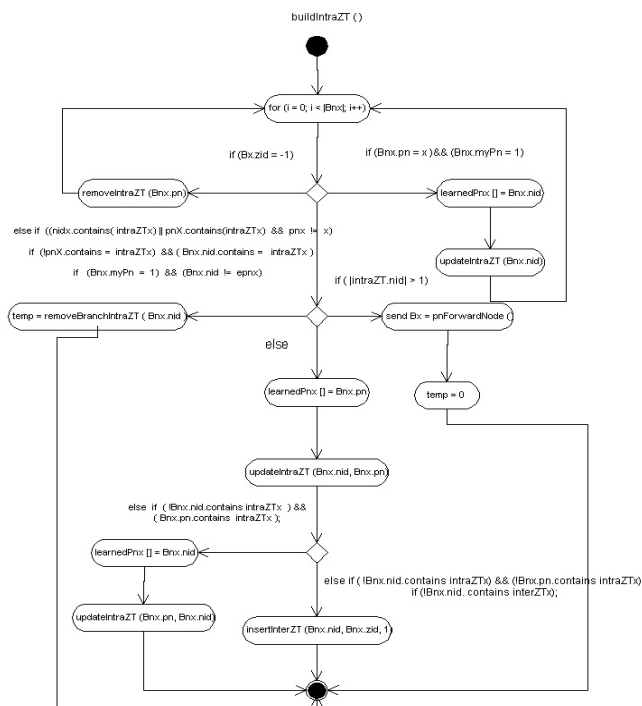 buildIntraZT ( )
for (i = 0; i < |Bnx|; i++)
if (Bx.zid = -1)
if (Bnx.pn = x )&& (Bnx.myPn = 1)
removeIntraZT (Bnx.pn)
learnedPnx [] = Bnx.nid
else if ((nidx.contains( intraZTx) || pnX.contains(intraZTx) && pnx != x)
if (!pnX.contains = intraZTx) && ( Bnx.nid.contains = intraZTx )
updateIntraZT (Bnx.nid)
if (Bnx.myPn = 1) && (Bnx.nid != epnx)
if ( |intraZT.nid| > 1)
temp = removeBranchIntraZT ( Bnx.nid )
send Bx = pnForwardNode ()
else
learnedPnx [] = Bnx.pn
temp = 0
updateIntraZT (Bnx.nid, Bnx.pn)
else if ( !Bnx.nid.contains intraZTx ) &&
( Bnx.pn.contains intraZTx );
learnedPnx [] = Bnx.nid
else if ( !Bnx.nid.contains intraZTx) && (!Bnx.pn.contains intraZTx)
if (!Bnx.nid. contains interZTx);
updateIntraZT (Bnx.pn, Bnx.nid)
insertInterZT (Bnx.nid, Bnx.zid, 1)